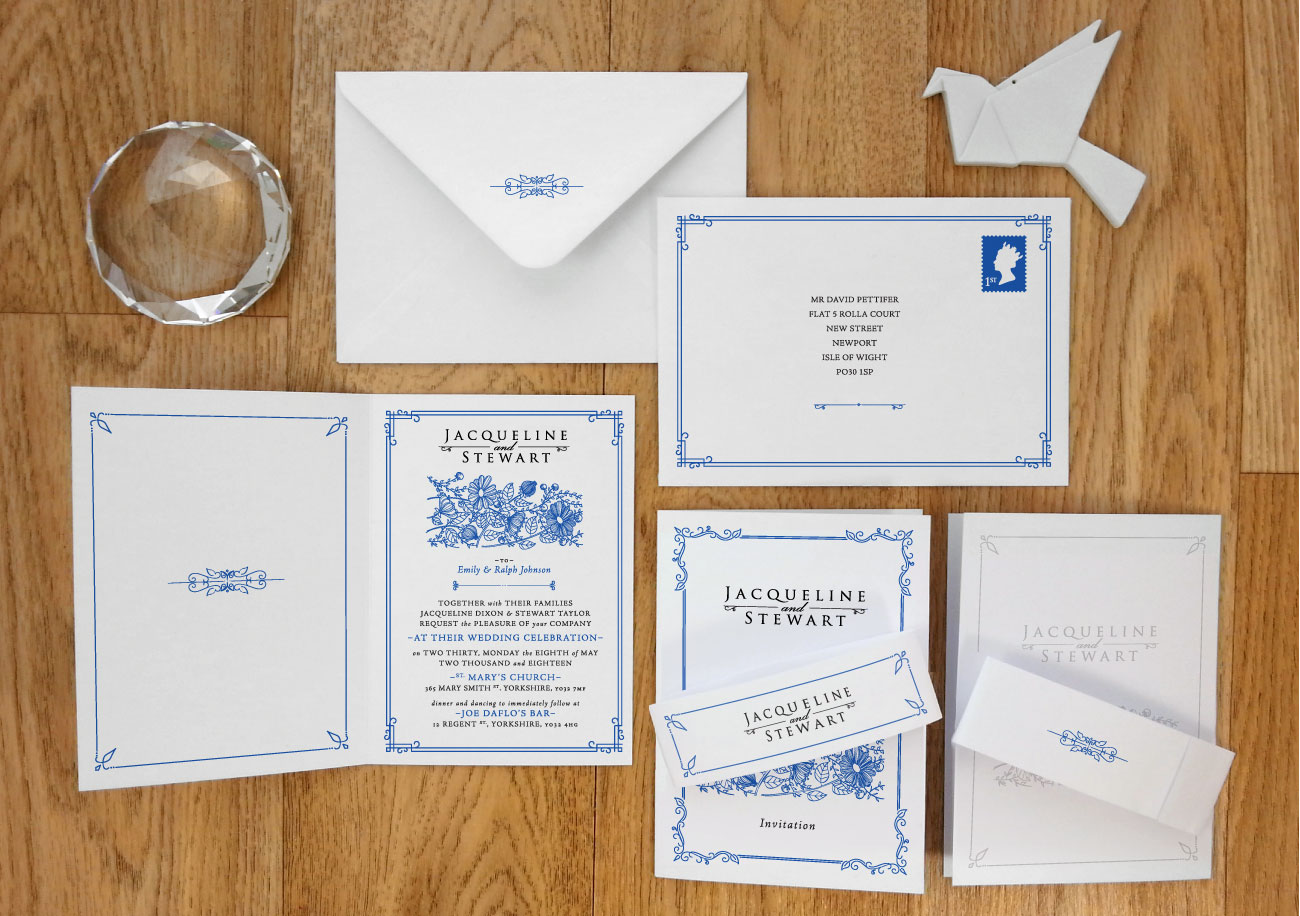 1ST
MR DAVID PETTIFER
FLAT 5 ROLLA COURT
NEW STREET
NEWPORT
ISLE OF WIGHT
PO30 1SP
JACQUELINE
and
STEWART
–TO–
Emily & Ralph Johnson
TOGETHER with THEIR FAMILIES
JACQUELINE DIXON & STEWART TAYLOR
REQUEST the PLEASURE OF your COMPANY
–AT THEIR WEDDING CELEBRATION–
on TWO THIRTY, MONDAY the EIGHTH of MAY
TWO THOUSAND and EIGHTEEN
–ST. MARY'S CHURCH–
365 MARY SMITH ST. YORKSHIRE, YO32 7MF
dinner and dancing to immediately follow at
–JOE DAFLO'S BAR–
12 REGENT ST. YORKSHIRE, YO32 4HG
JACQUELINE
and
STEWART
JACQUELINE
and
STEWART
Invitation
JACQUELINE
and
STEWART